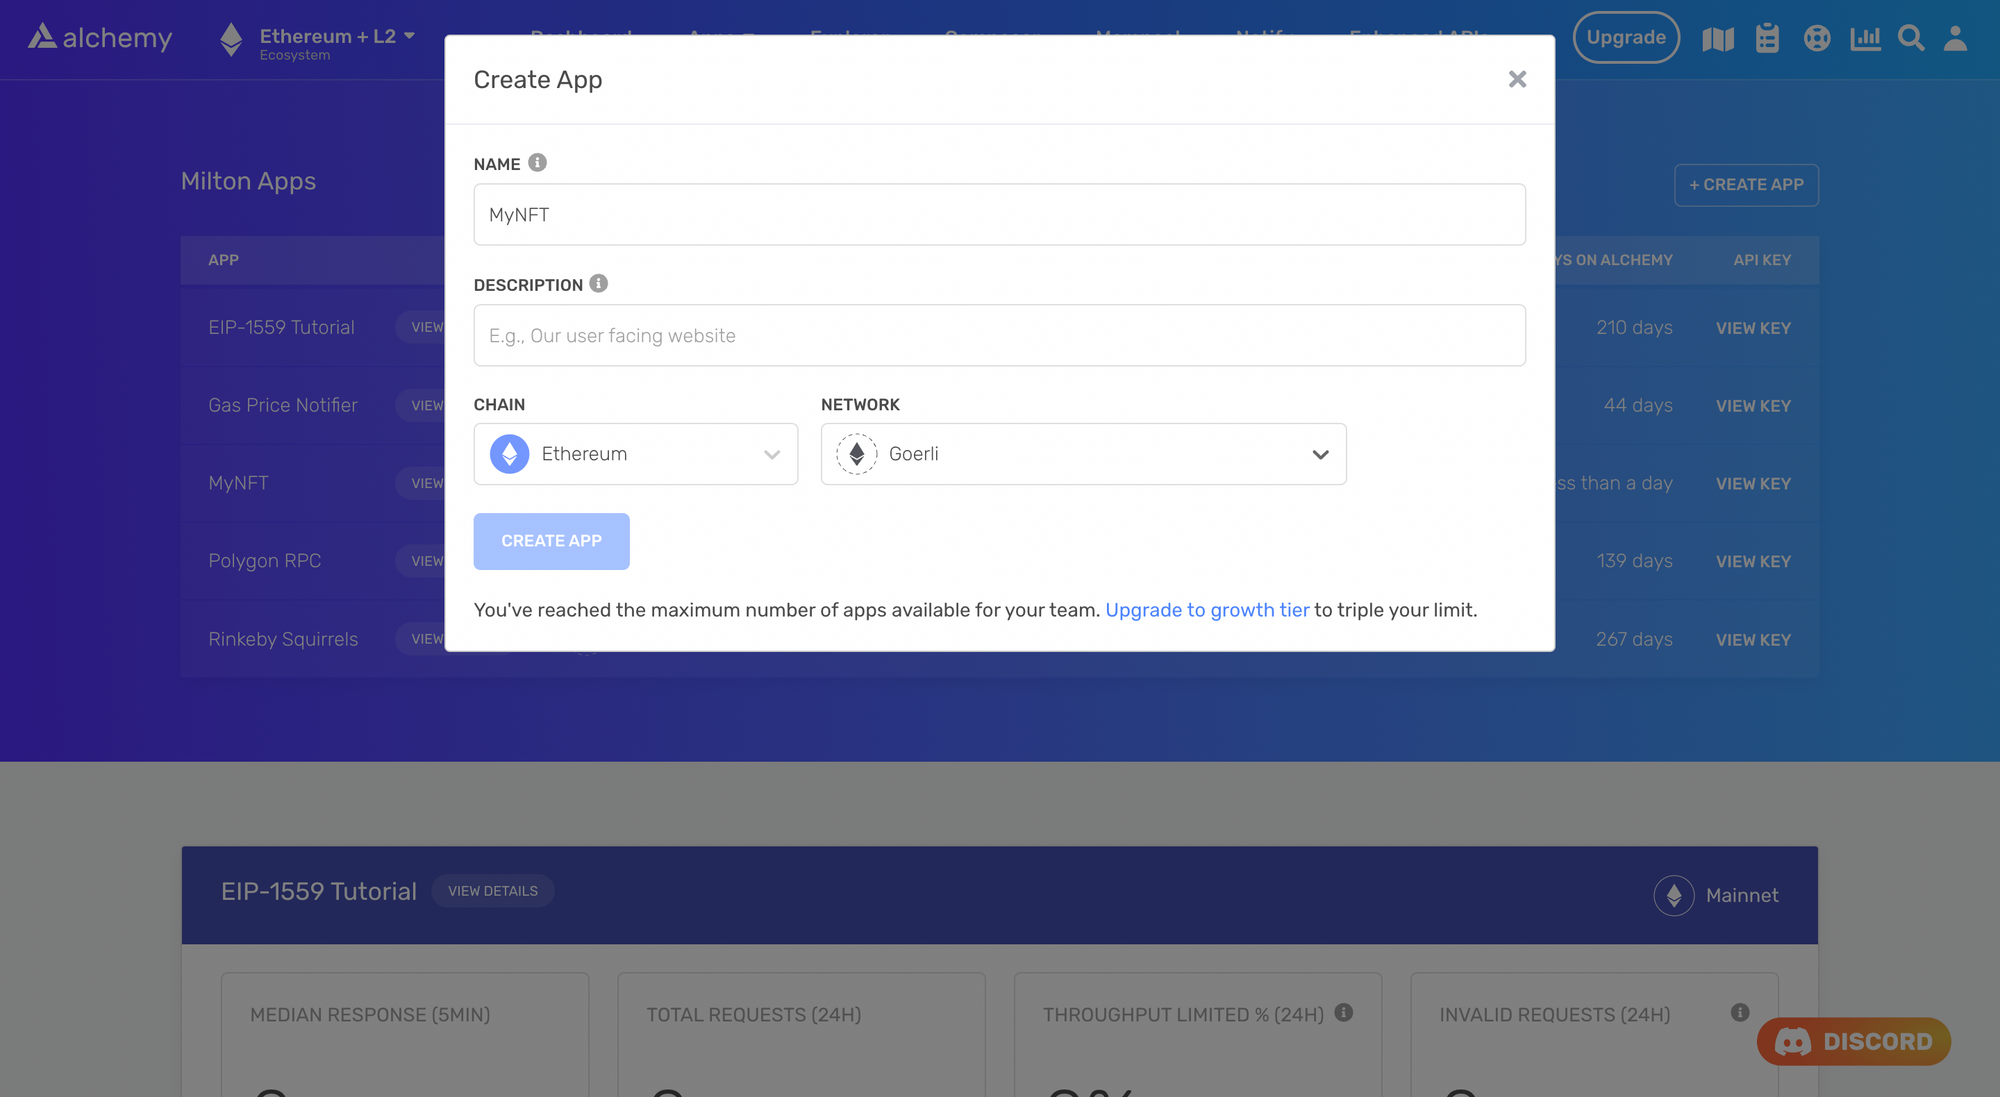 alchemy
Ethereum + L2
Ecosystem
Upgrade
Create App
NAME
MyNFT
DESCRIPTION
E.g., Our user facing website
CHAIN
NETWORK
Ethereum
Goerli
CREATE APP
You've reached the maximum number of apps available for your team. Upgrade to growth tier to triple your limit.
Milton Apps
+ CREATE APP
APP
ON ALCHEMY
API KEY
EIP-1559 Tutorial
VIEW
210 days
VIEW KEY
Gas Price Notifier
VIEW
44 days
VIEW KEY
MyNFT
VIEW
than a day
VIEW KEY
Polygon RPC
VIEW
139 days
VIEW KEY
Rinkeby Squirrels
VIEW
267 days
VIEW KEY
EIP-1559 Tutorial
VIEW DETAILS
Mainnet
MEDIAN RESPONSE (5MIN)
TOTAL REQUESTS (24H)
THROUGHPUT LIMITED % (24H)
INVALID REQUESTS (24H)
DISCORD